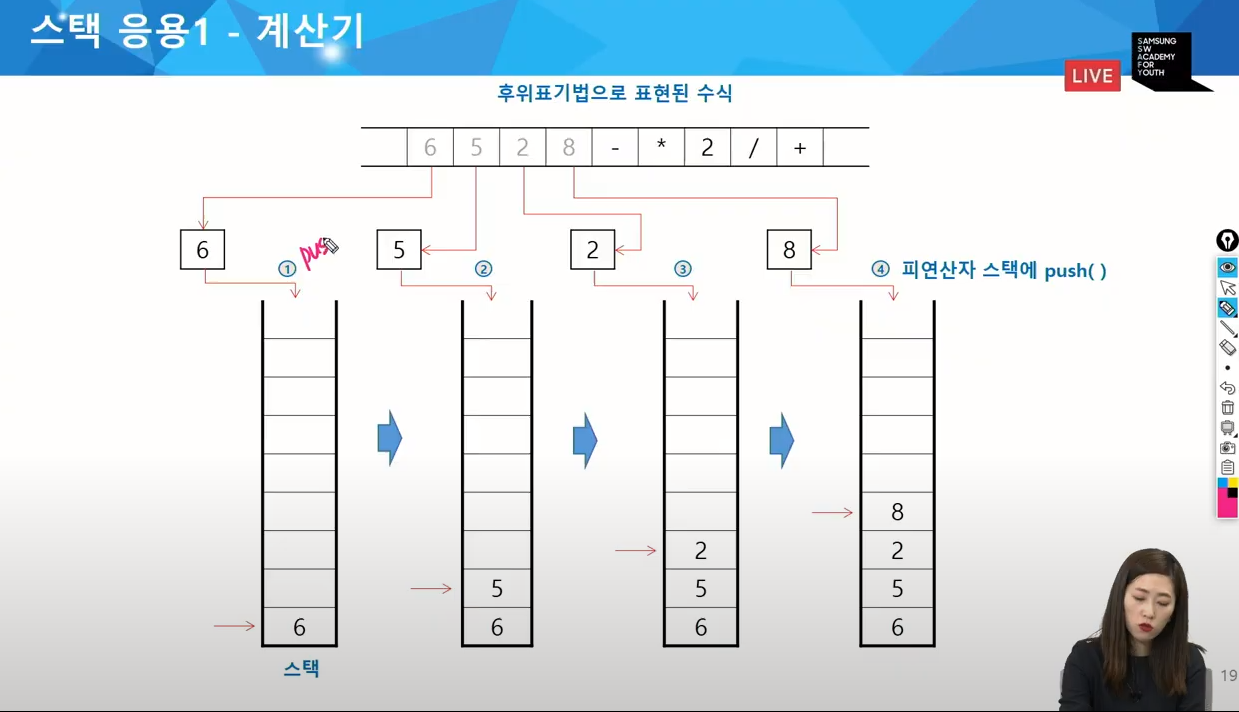 스택 응용1 - 계산기
SAMSUNG
SW
ACADEMY
FOR
YOUTH
LIVE
후위표기법으로 표현된 수식
6 5 2 8 - * 2 / +
6 5 2 8
pus
① ② ③ ④ 피연산자 스택에 push( )
8
2 2
5 5 5
6 6 6 6
스택
19